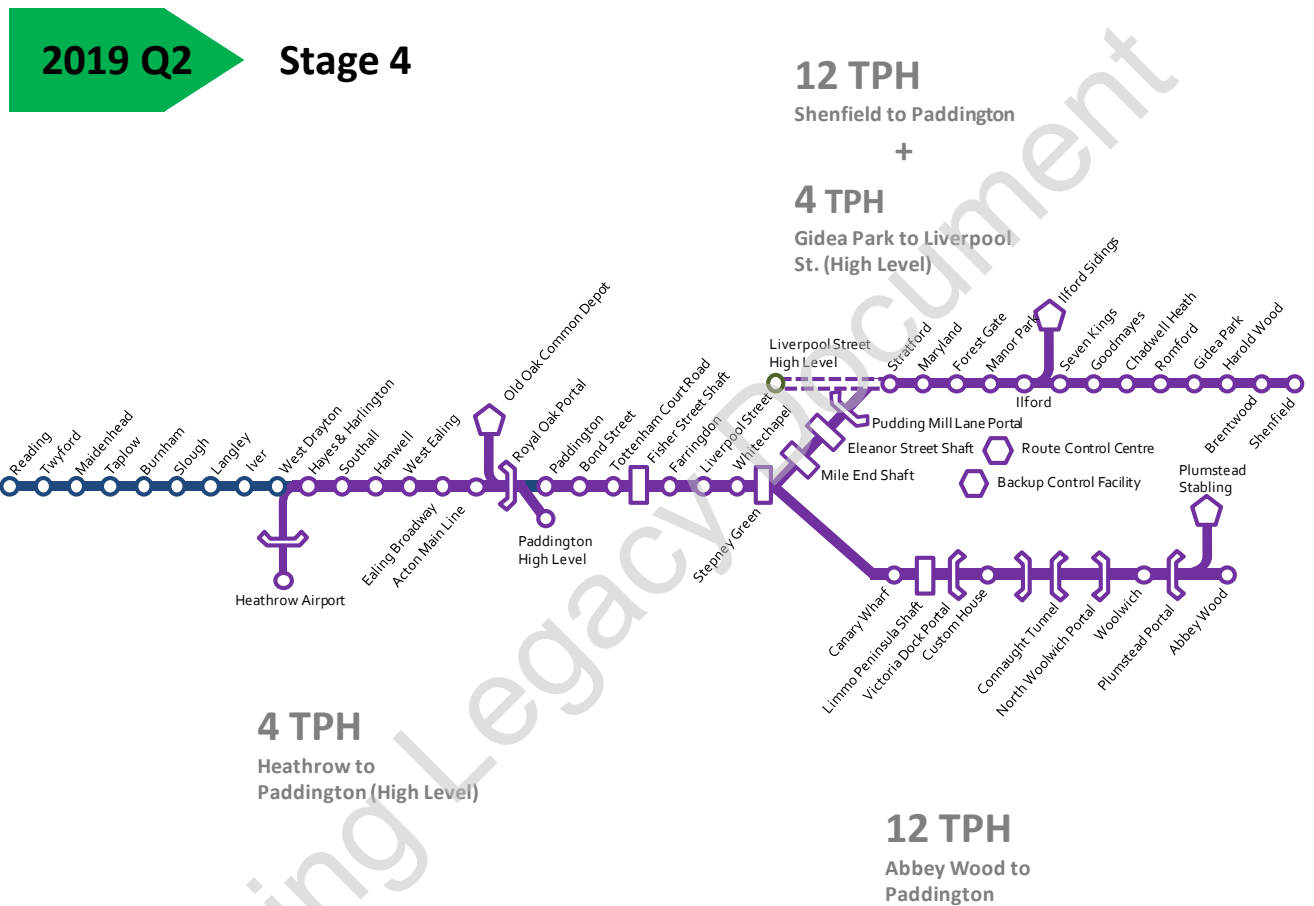 2019 Q2
Stage 4
12 TPH
Shenfield to Paddington
+
4 TPH
Gidea Park to Liverpool
St. (High Level)
Reading
Twyford
Maidenhead
Taplow
Burnham
Slough
Langley
Iver
West Drayton
Hayes & Harlington
Southall
Hanwell
West Ealing
Ealing Broadway
Acton Main Line
Old Oak Common Depot
Royal Oak Portal
Paddington
Bond Street
Tottenham Court Road
Fisher Street Shaft
Farringdon
Liverpool Street
Whitechapel
Stepney Green
Liverpool Street
High Level
Stratford
Maryland
Forest Gate
Manor Park
Ilford
Ilford Sidings
Seven Kings
Goodmayes
Chadwell Heath
Romford
Gidea Park
Harold Wood
Brentwood
Shenfield
Pudding Mill Lane Portal
Eleanor Street Shaft
Mile End Shaft
Route Control Centre
Backup Control Facility
Plumstead
Stabling
Paddington
High Level
Heathrow Airport
Canary Wharf
Limmo Peninsula Shaft
Victoria Dock Portal
Custom House
Connaught Tunnel
North Woolwich Portal
Woolwich
Plumstead Portal
Abbey Wood
4 TPH
Heathrow to
Paddington (High Level)
12 TPH
Abbey Wood to
Paddington
ing Legacy Document